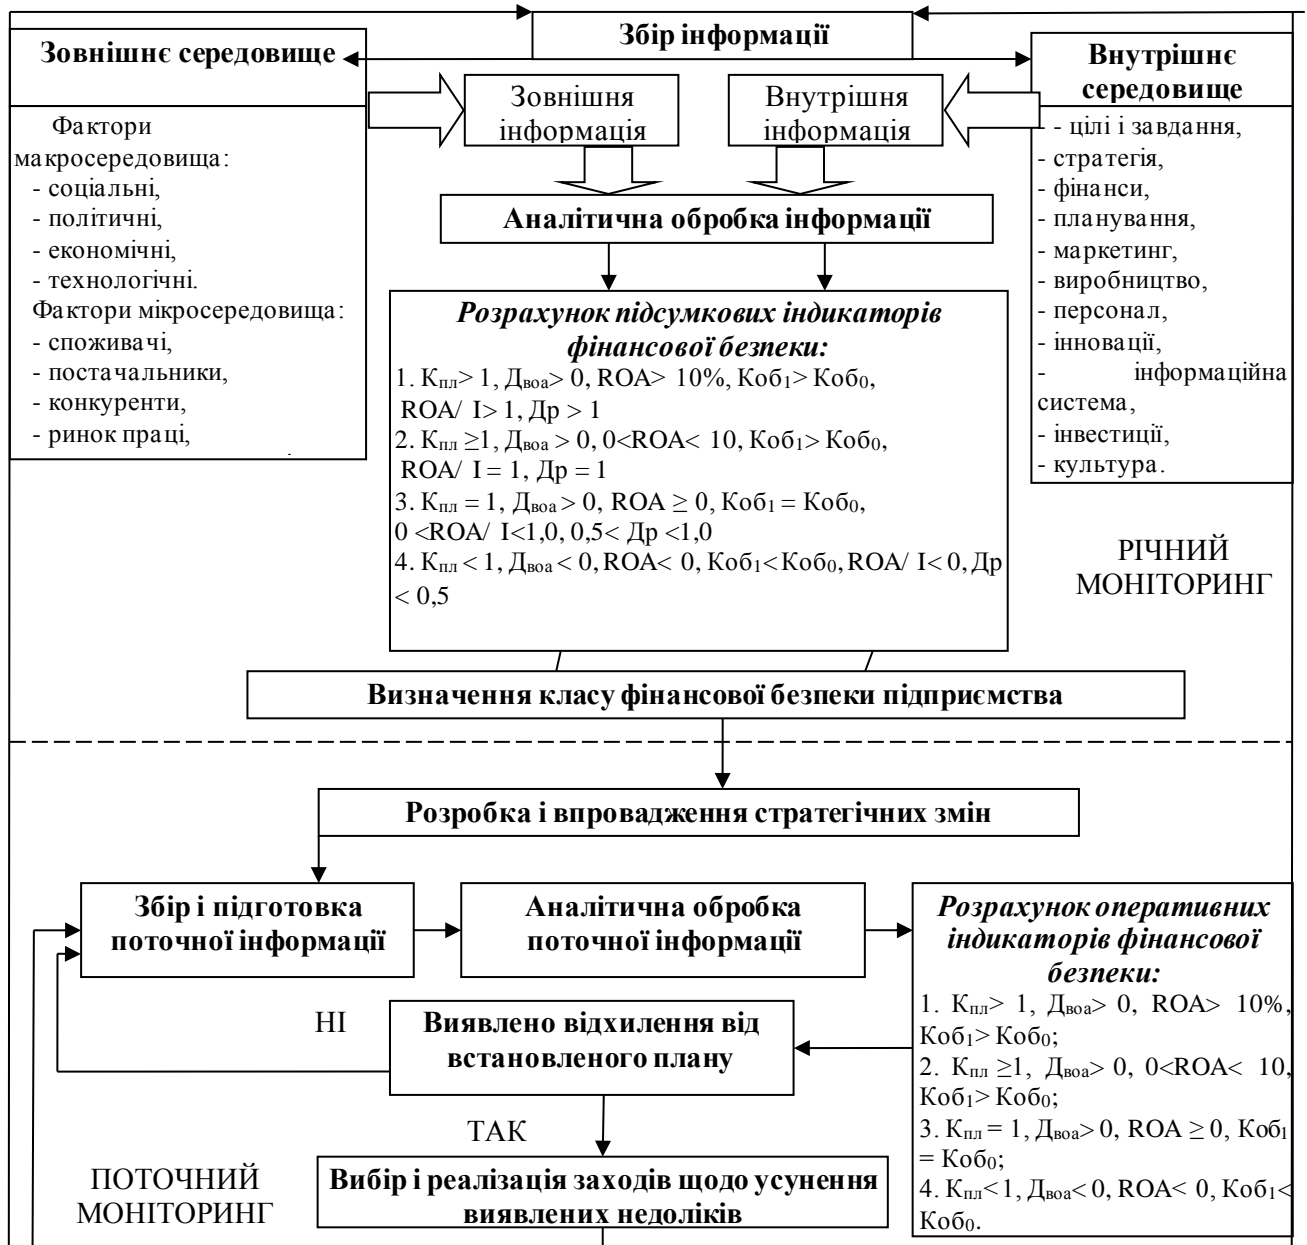 Збір інформації
Зовнішнє середовище
Внутрішнє
середовище
Зовнішня
інформація
Внутрішня
інформація
Фактори
макросередовища:
- соціальні,
- політичні,
- економічні,
- технологічні.
Фактори мікросередовища:
- споживачі,
- постачальники,
- конкуренти,
- ринок праці,
- - цілі і завдання,
- стратегія,
- фінанси,
- планування,
- маркетинг,
- виробництво,
- персонал,
- інновації,
- інформаційна
система,
- інвестиції,
- культура.
Аналітична обробка інформації
Розрахунок підсумкових індикаторів
фінансової безпеки:
1. Кпл> 1, Двоа> 0, ROA> 10%, Коб₁> Коб₀,
ROA/ I> 1, Др > 1
2. Кпл ≥1, Двоа > 0, 0<ROA< 10, Коб₁> Коб₀,
ROA/ I = 1, Др = 1
3. Кпл = 1, Двоа > 0, ROA ≥ 0, Коб₁ = Коб₀,
0 <ROA/ I<1,0, 0,5< Др <1,0
4. Кпл < 1, Двоа < 0, ROA< 0, Коб₁< Коб₀, ROA/ I< 0, Др
< 0,5
РІЧНИЙ
МОНІТОРИНГ
Визначення класу фінансової безпеки підприємства
Розробка і впровадження стратегічних змін
Збір і підготовка
поточної інформації
Аналітична обробка
поточної інформації
Розрахунок оперативних
індикаторів фінансової
безпеки:
1. Кпл> 1, Двоа> 0, ROA> 10%,
Коб₁> Коб₀;
2. Кпл ≥1, Двоа> 0, 0<ROA< 10,
Коб₁> Коб₀;
3. Кпл = 1, Двоа> 0, ROA ≥ 0, Коб₁
= Коб₀;
4. Кпл<1, Двоа< 0, ROA< 0, Коб₁<
Коб₀.
НІ
Виявлено відхилення від
встановленого плану
ТАК
Вибір і реалізація заходів щодо усунення
виявлених недоліків
ПОТОЧНИЙ
МОНІТОРИНГ